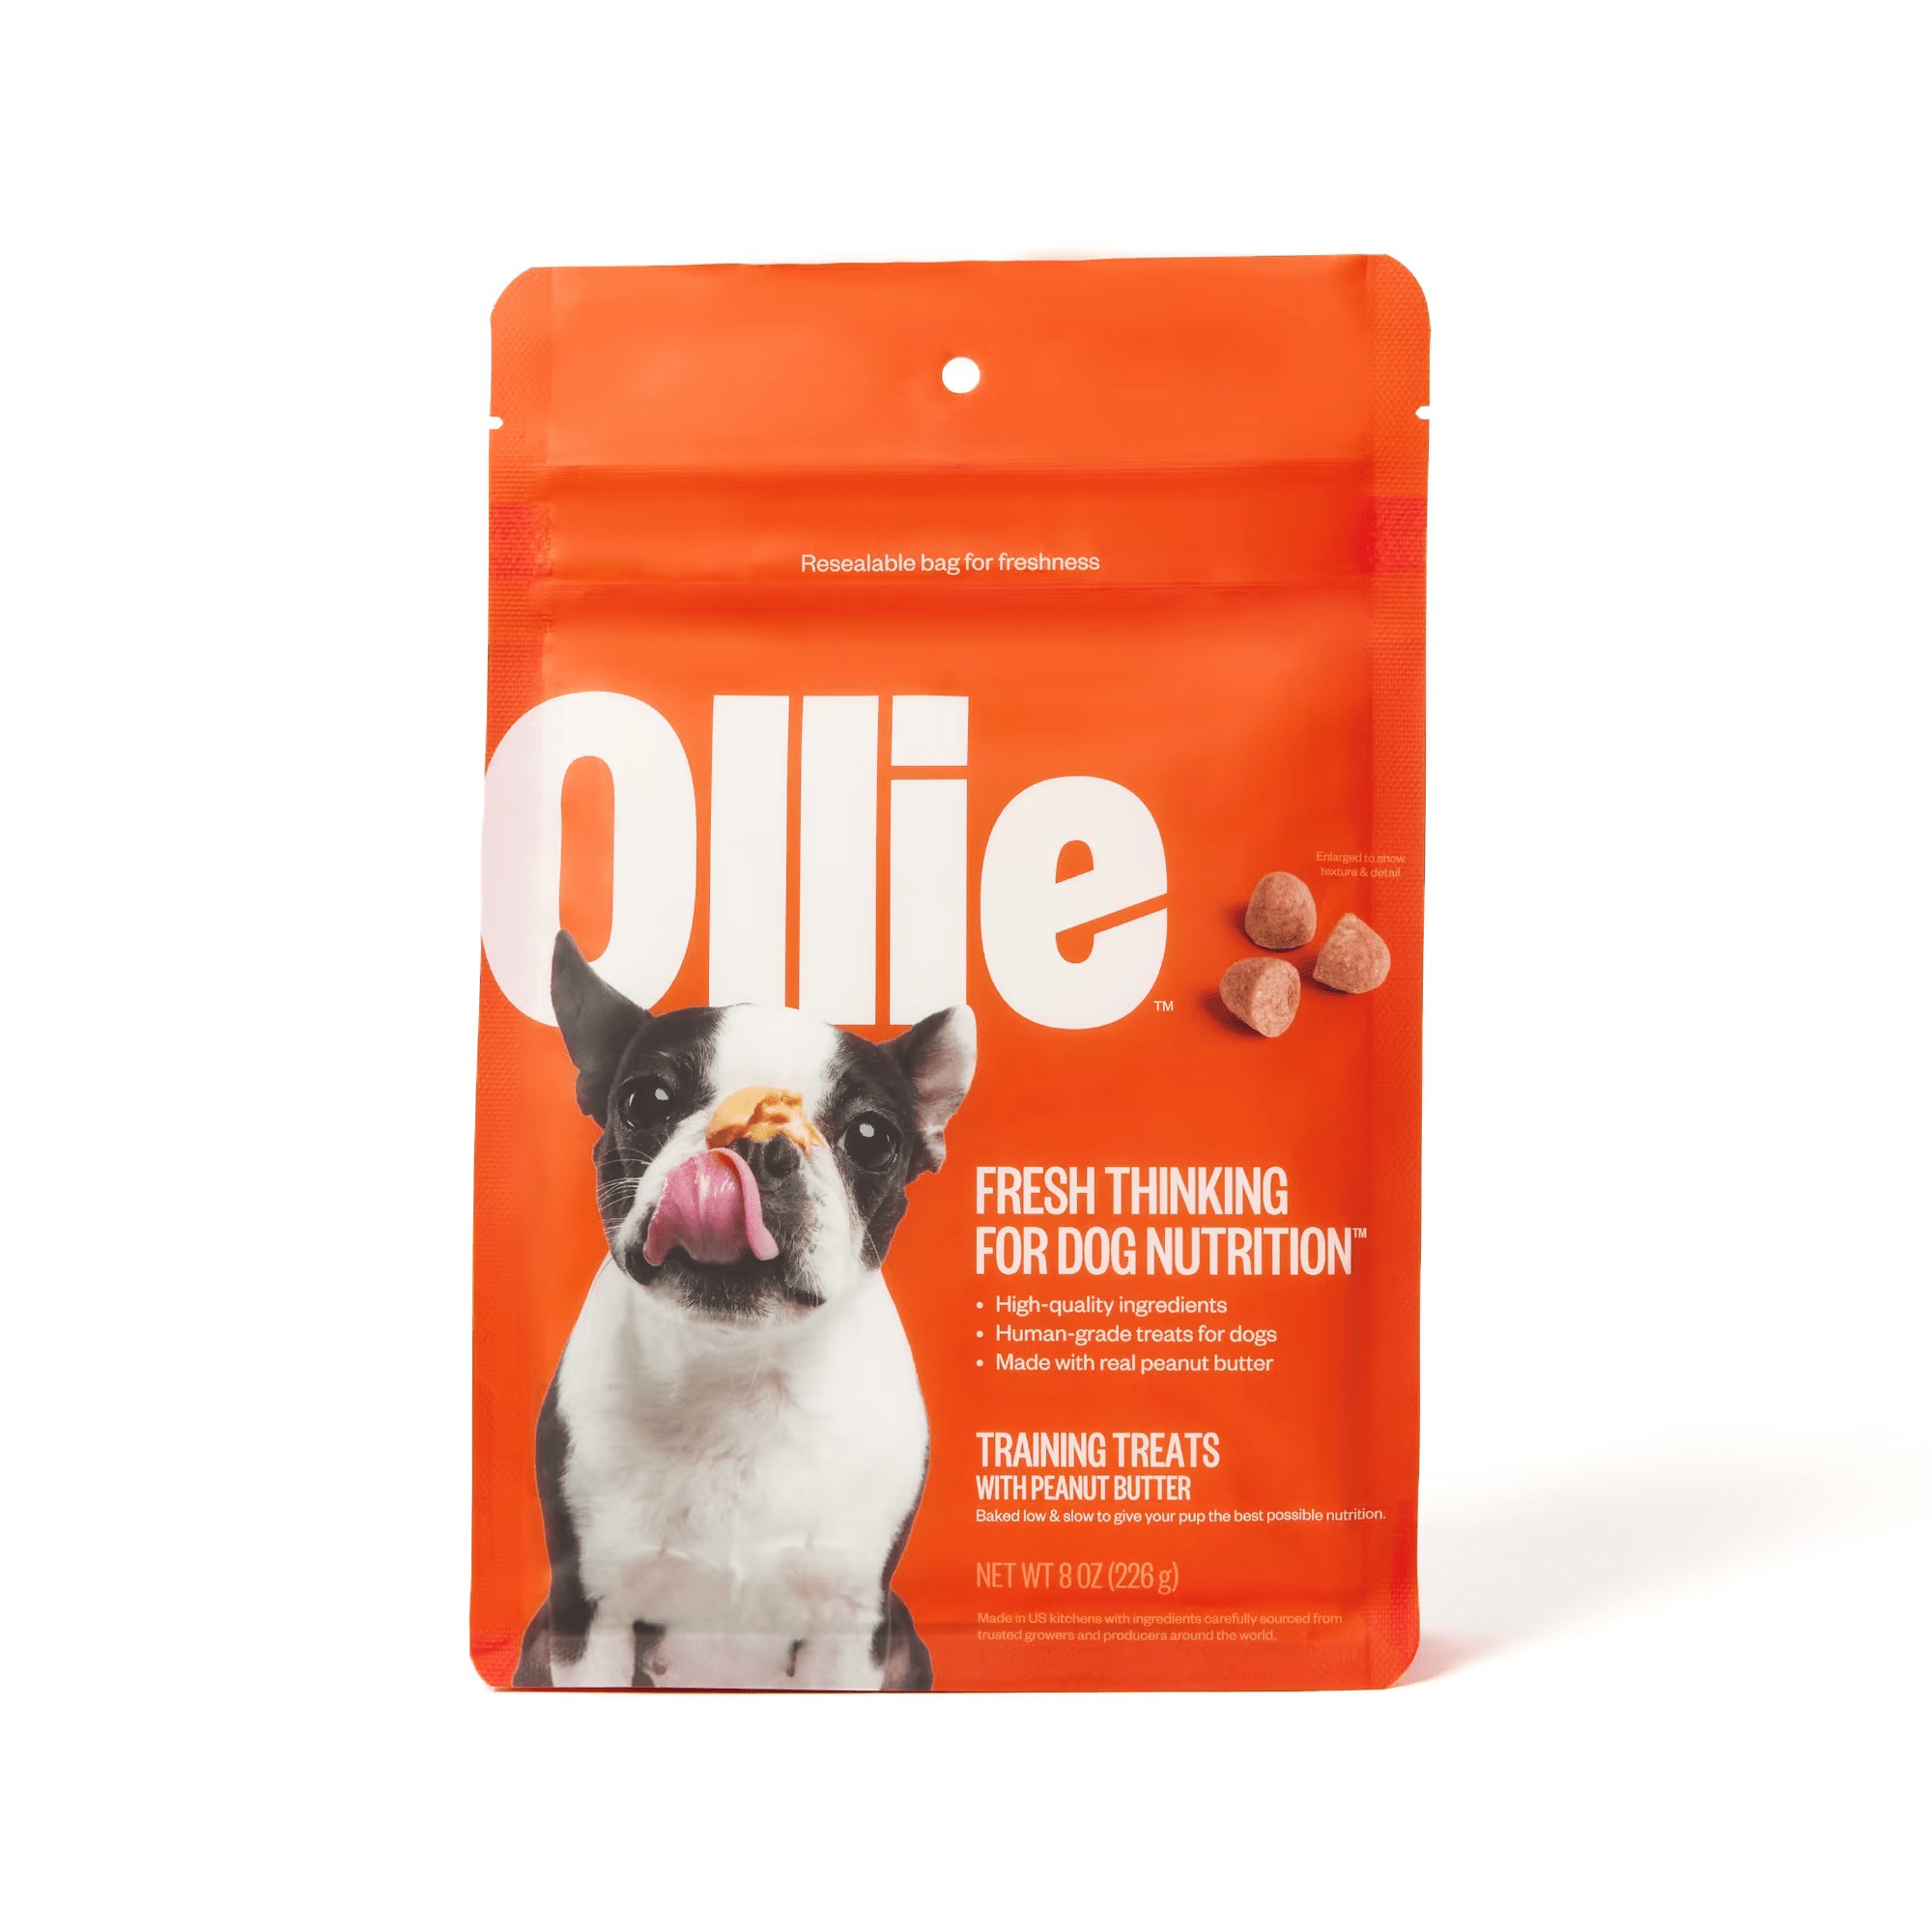 Resealable bag for freshness
Ollie™
Enlarged to show
texture & detail
FRESH THINKING
FOR DOG NUTRITION™
• High-quality ingredients
• Human-grade treats for dogs
• Made with real peanut butter
TRAINING TREATS
WITH PEANUT BUTTER
Baked low & slow to give your pup the best possible nutrition.
NET WT 8 OZ (226 g)
Made in US kitchens with ingredients carefully sourced from
trusted growers and producers around the world.